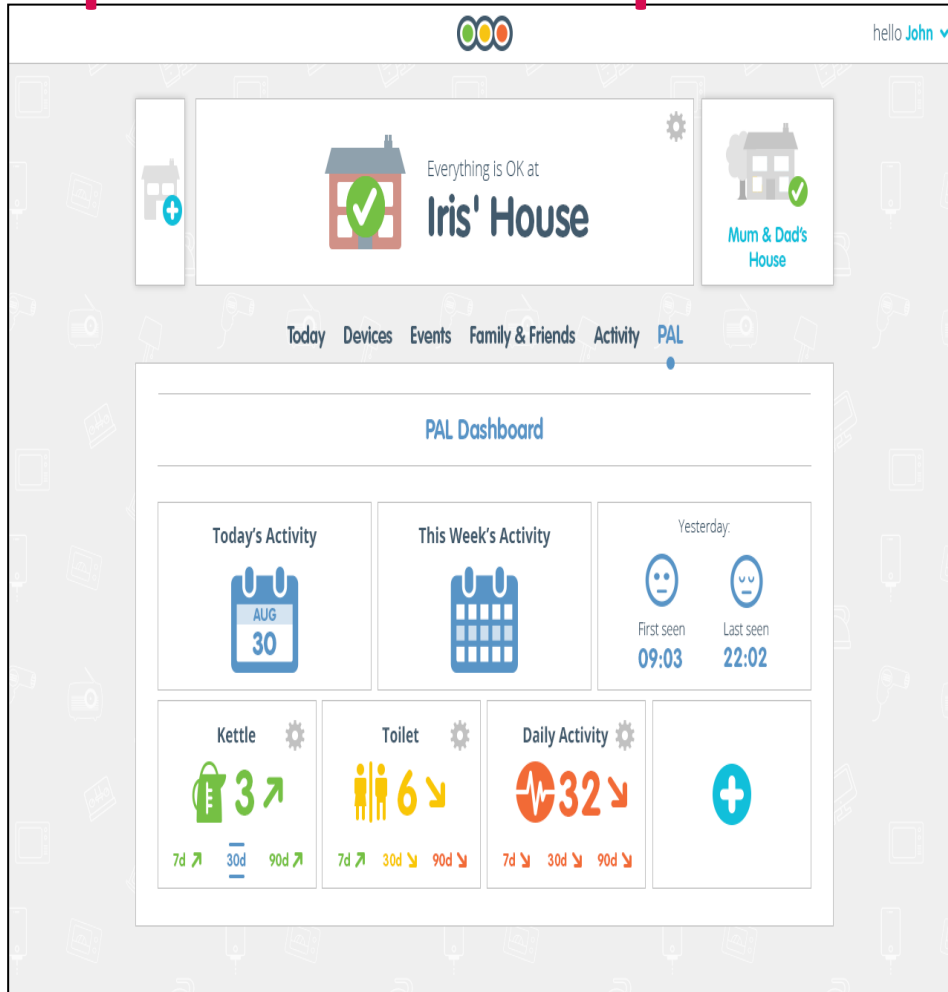 hello John
Everything is OK at
Iris' House
Mum & Dad's
House
Today Devices Events Family & Friends Activity PAL
PAL Dashboard
Today's Activity
AUG
30
This Week's Activity
Yesterday:
First seen
09:03
Last seen
22:02
Kettle
3
7d 30d 90d
Toilet
6
7d 30d 90d
Daily Activity
32
7d 30d 90d